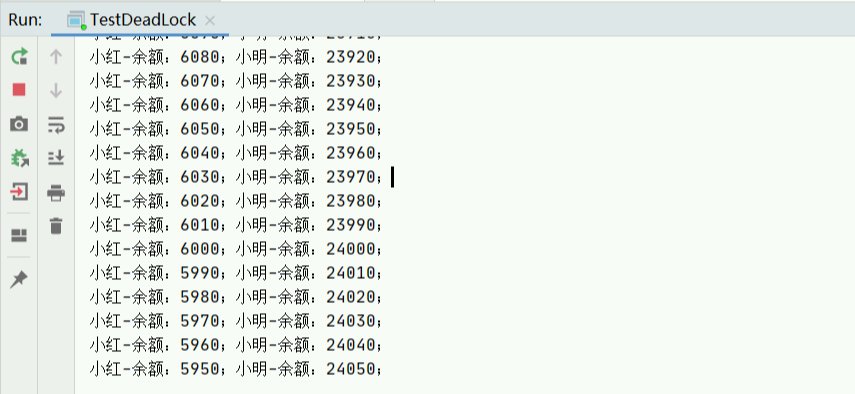 Run: TestDeadLock
小红-余额：6080；小明-余额：23920；
小红-余额：6070；小明-余额：23930；
小红-余额：6060；小明-余额：23940；
小红-余额：6050；小明-余额：23950；
小红-余额：6040；小明-余额：23960；
小红-余额：6030；小明-余额：23970；
小红-余额：6020；小明-余额：23980；
小红-余额：6010；小明-余额：23990；
小红-余额：6000；小明-余额：24000；
小红-余额：5990；小明-余额：24010；
小红-余额：5980；小明-余额：24020；
小红-余额：5970；小明-余额：24030；
小红-余额：5960；小明-余额：24040；
小红-余额：5950；小明-余额：24050；